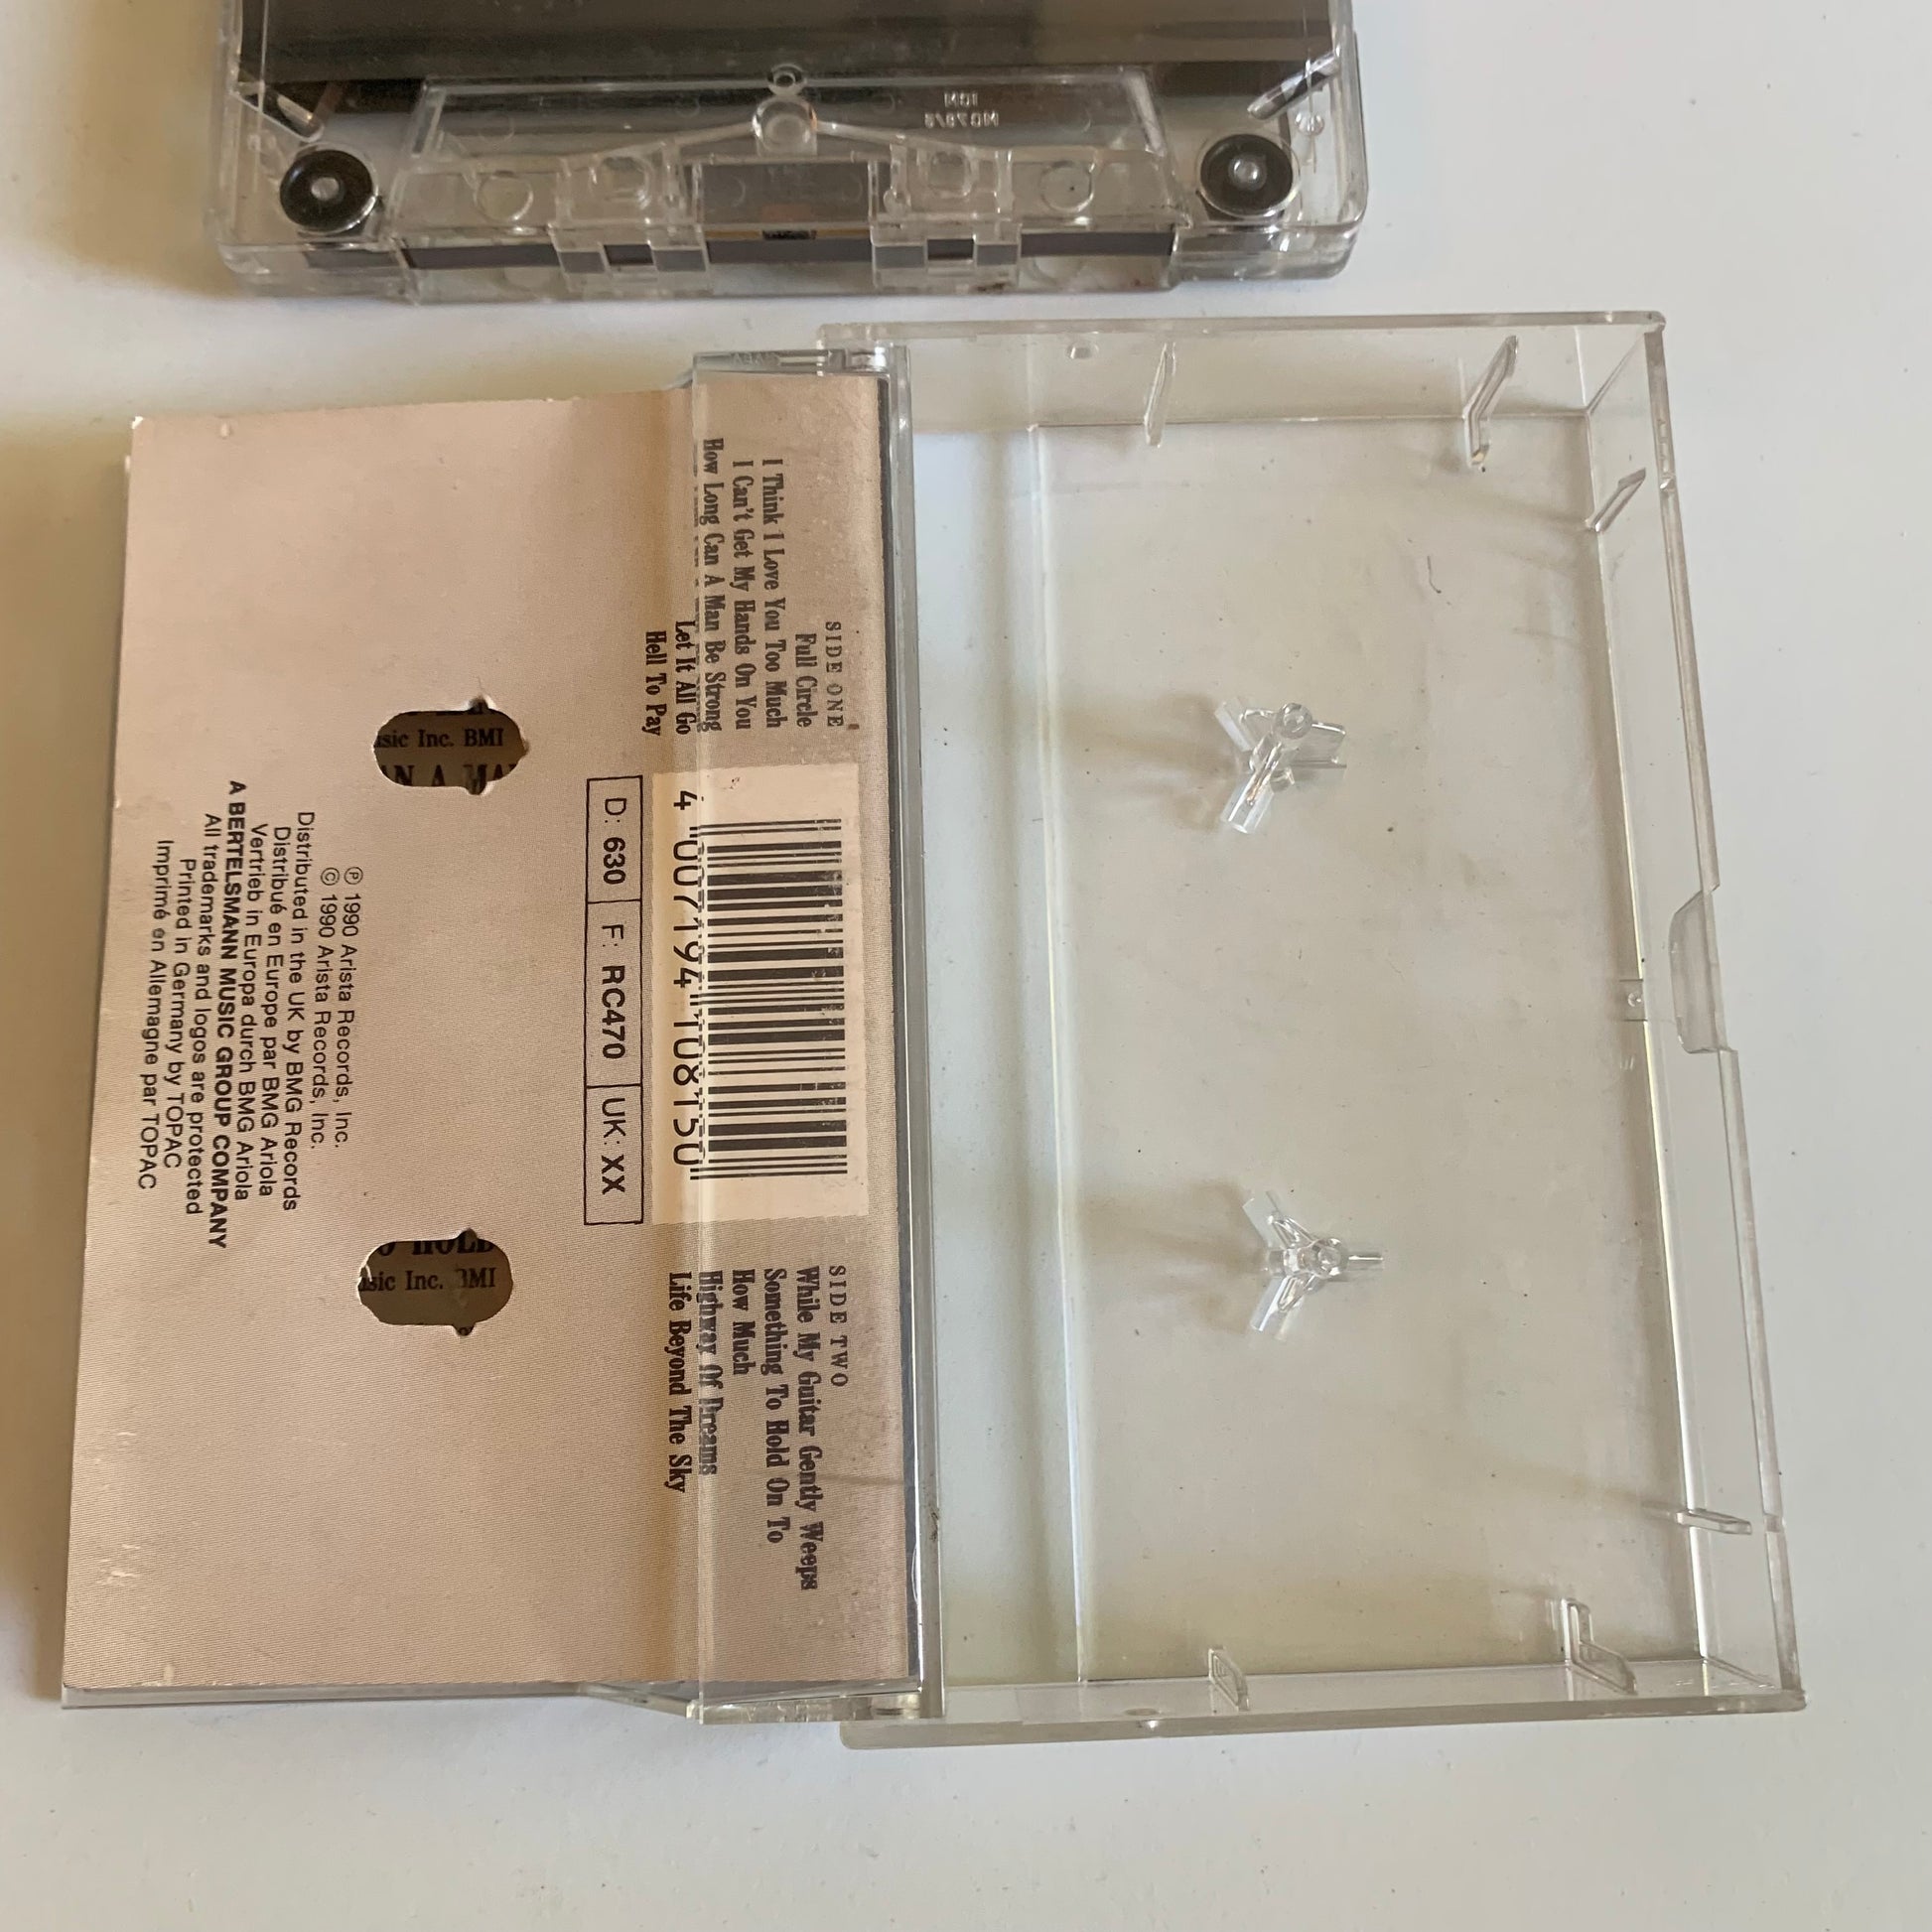 SIDE ONE
Full Circle
I Think I Love You Too Much
I Can't Get My Hands On You
How Long Can A Man Be Strong
Let It All Go
Hell To Pay
4 007194 108150
D: 630 F: RC470 UK: XX
SIDE TWO
While My Guitar Gently Weeps
Something To Hold On To
How Much
Highway Of Dreams
Life Beyond The Sky
℗ 1990 Arista Records, Inc.
© 1990 Arista Records, Inc.
Distributed in the UK by BMG Records
Distribué en Europe par BMG Ariola
Vertrieb in Europa durch BMG Ariola
A BERTELSMANN MUSIC GROUP COMPANY
All trademarks and logos are protected
Printed in Germany by TOPAC
Imprimé en Allemagne par TOPAC
Inc. BMI
N A MA
HOLD
Inc. BMI